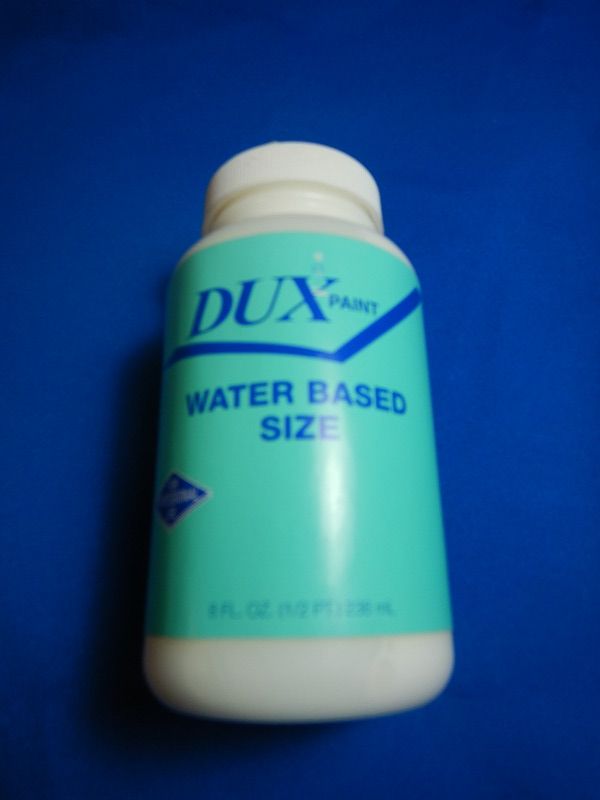 DUX PAINT
WATER BASED
SIZE
8 FL. OZ. (1/2 PT.) 236 mL